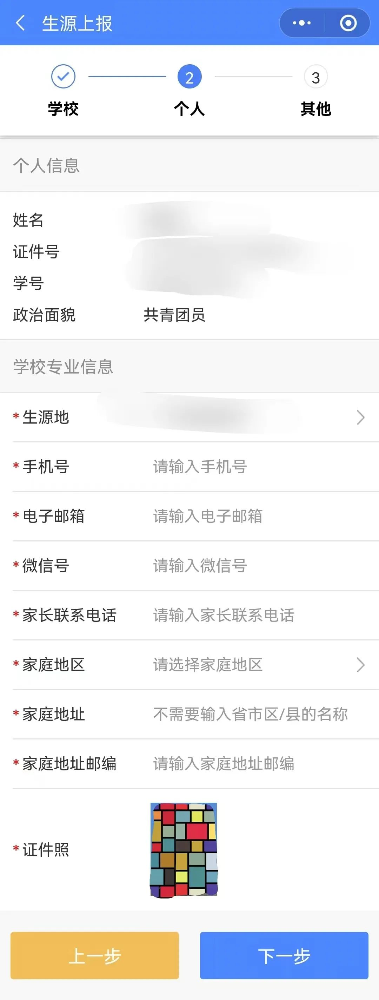 生源上报
2
3
学校
个人
其他
个人信息
姓名
证件号
学号
政治面貌 共青团员
学校专业信息
* 生源地
* 手机号 请输入手机号
* 电子邮箱 请输入电子邮箱
* 微信号 请输入微信号
* 家长联系电话 请输入家长联系电话
* 家庭地区 请选择家庭地区
* 家庭地址 不需要输入省市区/县的名称
* 家庭地址邮编 请输入家庭地址邮编
* 证件照
上一步 下一步